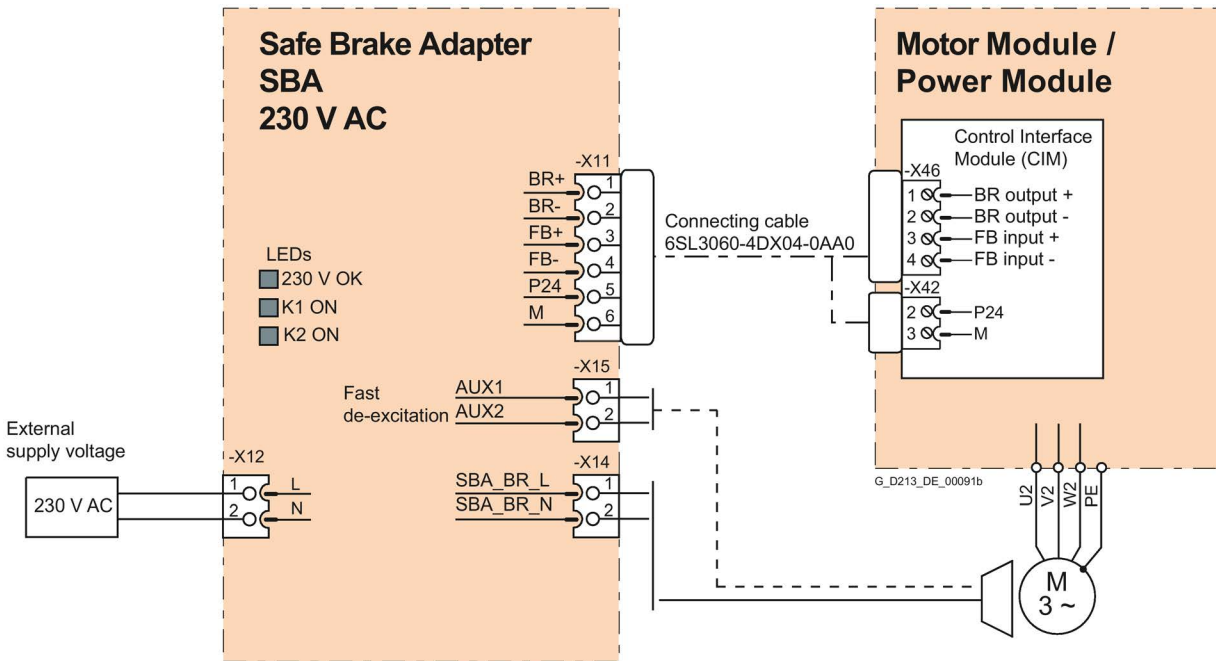 Safe Brake Adapter
SBA
230 V AC
Motor Module /
Power Module
Control Interface
Module (CIM)
-X11
BR+
1
BR-
2
FB+
3
FB-
4
P24
5
M
6
-X46
1
BR output +
2
BR output -
3
FB input +
4
FB input -
-X42
2
P24
3
M
Connecting cable
6SL3060-4DX04-0AA0
LEDs
230 V OK
K1 ON
K2 ON
-X15
Fast
de-excitation
AUX1
1
AUX2
2
External
supply voltage
230 V AC
-X12
1
L
2
N
-X14
SBA_BR_L
1
SBA_BR_N
2
G_D213_DE_00091b
U2
V2
W2
PE
M
3 ~